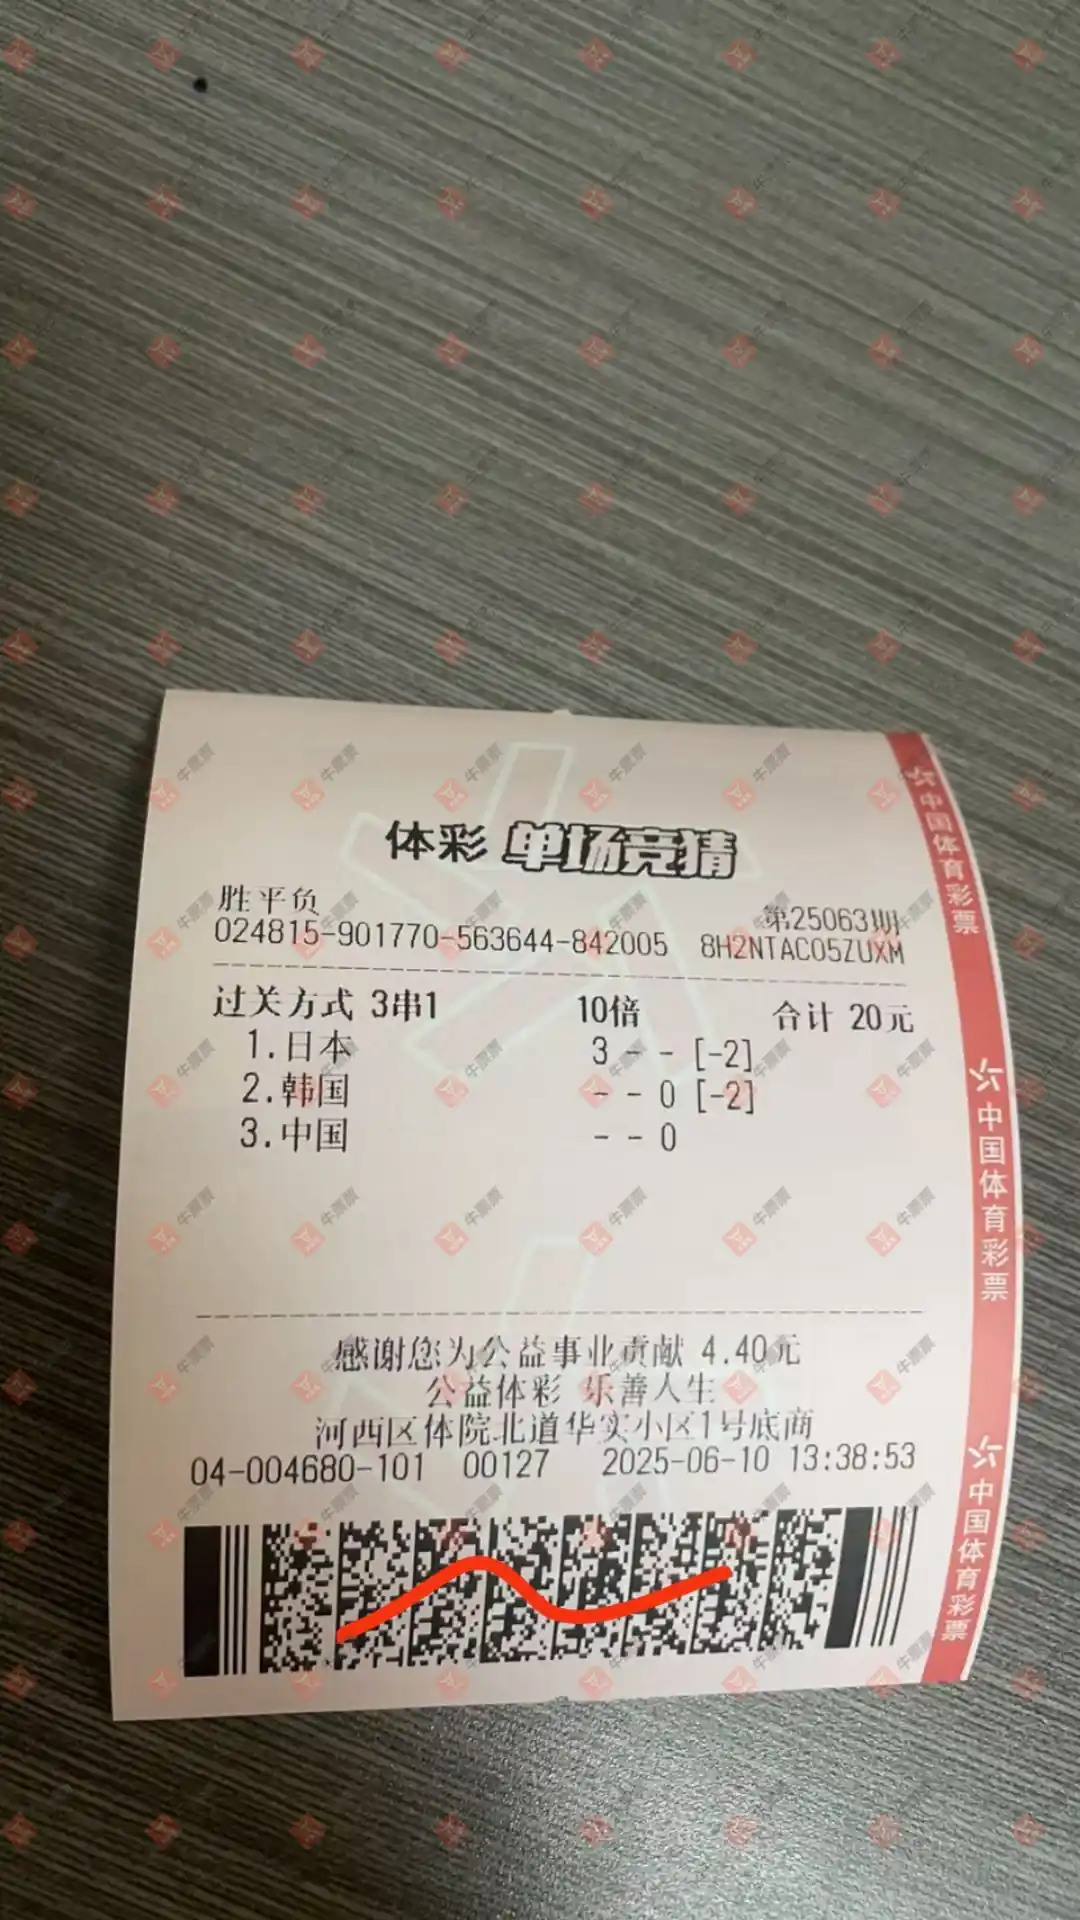 体彩 单场竞猜
胜平负
第25063期
024815-901770-563644-842005 8H2NTAC05ZUXM
过关方式 3串1 10倍 合计 20元
1.日本 3 - - [-2]
2.韩国 - - 0 [-2]
3.中国 - - 0
感谢您为公益事业贡献 4.40元
公益体彩 乐善人生
河西区体院北道华实小区1号底商
04-004680-101 00127 2025-06-10 13:38:53
中国体育彩票
中国体育彩票
中国体育彩票
牛票票